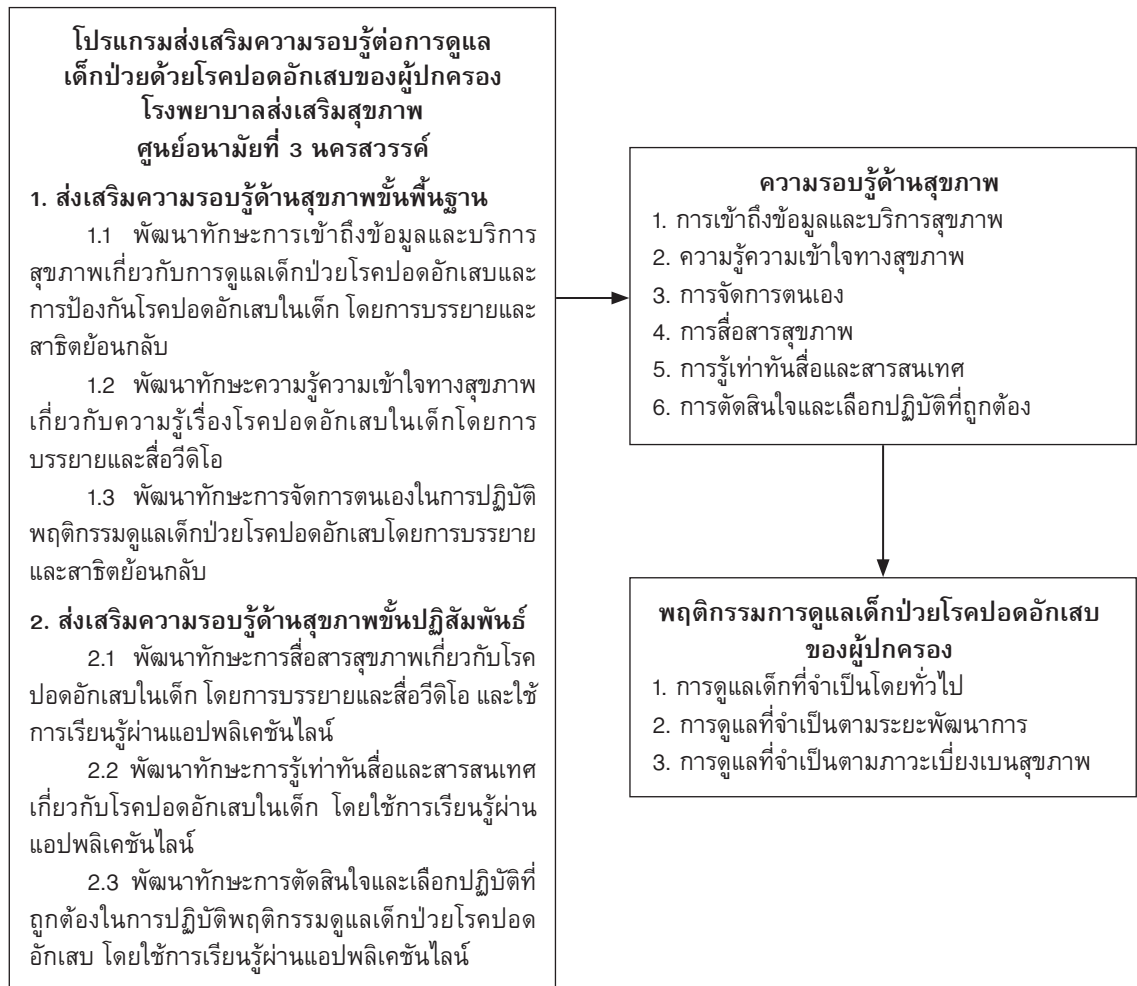 โปรแกรมส่งเสริมความรอบรู้ต่อการดูแล
เด็กป่วยด้วยโรคปอดอักเสบของผู้ปกครอง
โรงพยาบาลส่งเสริมสุขภาพ
ศูนย์อนามัยที่ 3 นครสวรรค์
1. ส่งเสริมความรอบรู้ด้านสุขภาพขั้นพื้นฐาน
1.1 พัฒนาทักษะการเข้าถึงข้อมูลและบริการ
สุขภาพเกี่ยวกับการดูแลเด็กป่วยโรคปอดอักเสบและ
การป้องกันโรคปอดอักเสบในเด็ก โดยการบรรยายและ
สาธิตย้อนกลับ
1.2 พัฒนาทักษะความรู้ความเข้าใจทางสุขภาพ
เกี่ยวกับความรู้เรื่องโรคปอดอักเสบในเด็กโดยการ
บรรยายและสื่อวีดิโอ
1.3 พัฒนาทักษะการจัดการตนเองในการปฏิบัติ
พฤติกรรมดูแลเด็กป่วยโรคปอดอักเสบโดยการบรรยาย
และสาธิตย้อนกลับ
2. ส่งเสริมความรอบรู้ด้านสุขภาพขั้นปฏิสัมพันธ์
2.1 พัฒนาทักษะการสื่อสารสุขภาพเกี่ยวกับโรค
ปอดอักเสบในเด็ก โดยการบรรยายและสื่อวีดิโอ และใช้
การเรียนรู้ผ่านแอปพลิเคชันไลน์
2.2 พัฒนาทักษะการรู้เท่าทันสื่อและสารสนเทศ
เกี่ยวกับโรคปอดอักเสบในเด็ก โดยใช้การเรียนรู้ผ่าน
แอปพลิเคชันไลน์
2.3 พัฒนาทักษะการตัดสินใจและเลือกปฏิบัติที่
ถูกต้องในการปฏิบัติพฤติกรรมดูแลเด็กป่วยโรคปอด
อักเสบ โดยใช้การเรียนรู้ผ่านแอปพลิเคชันไลน์
ความรอบรู้ด้านสุขภาพ
1. การเข้าถึงข้อมูลและบริการสุขภาพ
2. ความรู้ความเข้าใจทางสุขภาพ
3. การจัดการตนเอง
4. การสื่อสารสุขภาพ
5. การรู้เท่าทันสื่อและสารสนเทศ
6. การตัดสินใจและเลือกปฏิบัติที่ถูกต้อง
พฤติกรรมการดูแลเด็กป่วยโรคปอดอักเสบ
ของผู้ปกครอง
1. การดูแลเด็กที่จำเป็นโดยทั่วไป
2. การดูแลที่จำเป็นตามระยะพัฒนาการ
3. การดูแลที่จำเป็นตามภาวะเบี่ยงเบนสุขภาพ